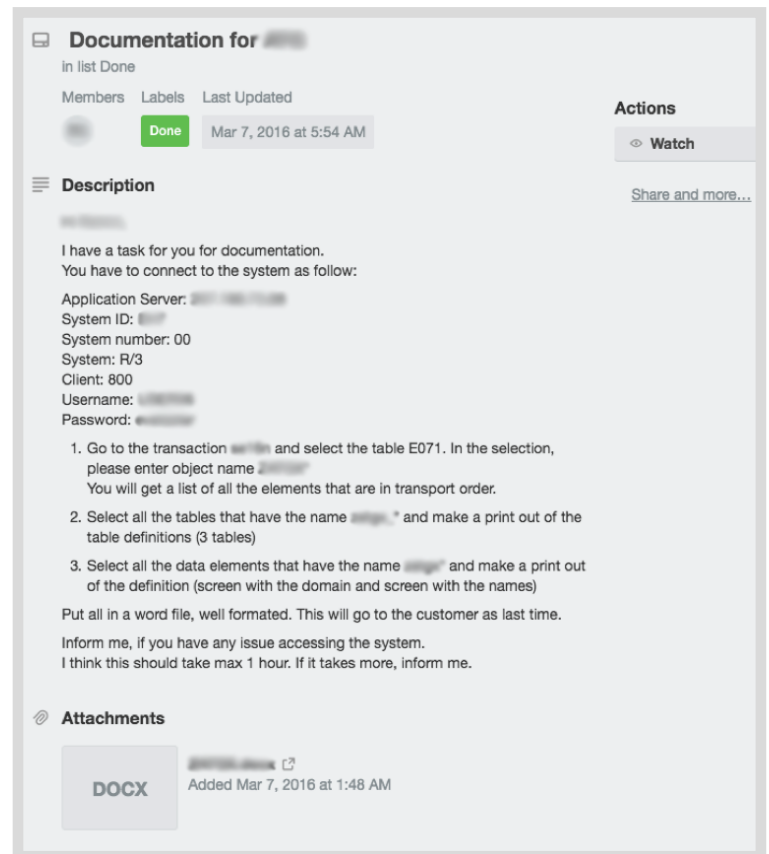 Documentation for
in list Done
Members Labels Last Updated
Done Mar 7, 2016 at 5:54 AM
Actions
Watch
Share and more...
Description
I have a task for you for documentation.
You have to connect to the system as follow:
Application Server:
System ID:
System number: 00
System: R/3
Client: 800
Username:
Password:
1. Go to the transaction and select the table E071. In the selection,
please enter object name
You will get a list of all the elements that are in transport order.
2. Select all the tables that have the name and make a print out of the
table definitions (3 tables)
3. Select all the data elements that have the name and make a print out
of the definition (screen with the domain and screen with the names)
Put all in a word file, well formated. This will go to the customer as last time.
Inform me, if you have any issue accessing the system.
I think this should take max 1 hour. If it takes more, inform me.
Attachments
DOCX
Added Mar 7, 2016 at 1:48 AM